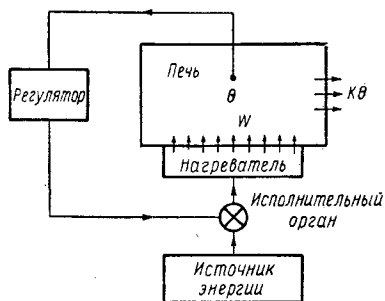 Печь
Регулятор
θ
Kθ
W
Нагреватель
Исполнительный
орган
Источник
энергии